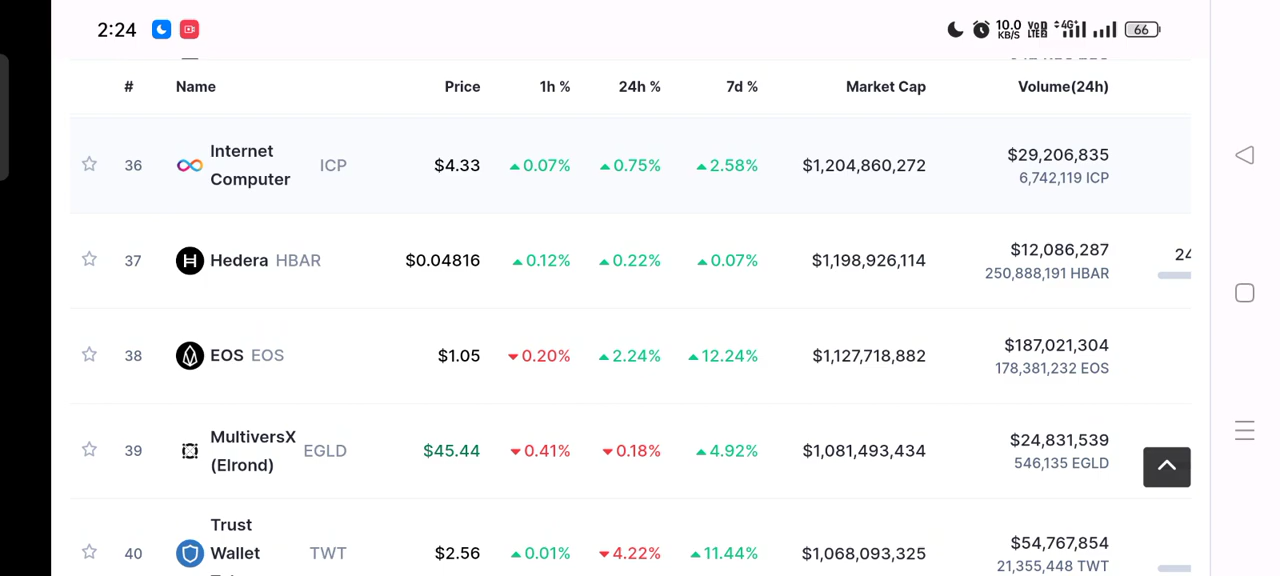 2:24 10.0 KB/S VoD LTE 4G+ 66
# Name Price 1h % 24h % 7d % Market Cap Volume(24h)
36 Internet Computer ICP $4.33 0.07% 0.75% 2.58% $1,204,860,272 $29,206,835
6,742,119 ICP
37 Hedera HBAR $0.04816 0.12% 0.22% 0.07% $1,198,926,114 $12,086,287 24
250,888,191 HBAR
38 EOS EOS $1.05 0.20% 2.24% 12.24% $1,127,718,882 $187,021,304
178,381,232 EOS
39 MultiversX (Elrond) EGLD $45.44 0.41% 0.18% 4.92% $1,081,493,434 $24,831,539
546,135 EGLD
40 Trust Wallet TWT $2.56 0.01% 4.22% 11.44% $1,068,093,325 $54,767,854
21,355,448 TWT